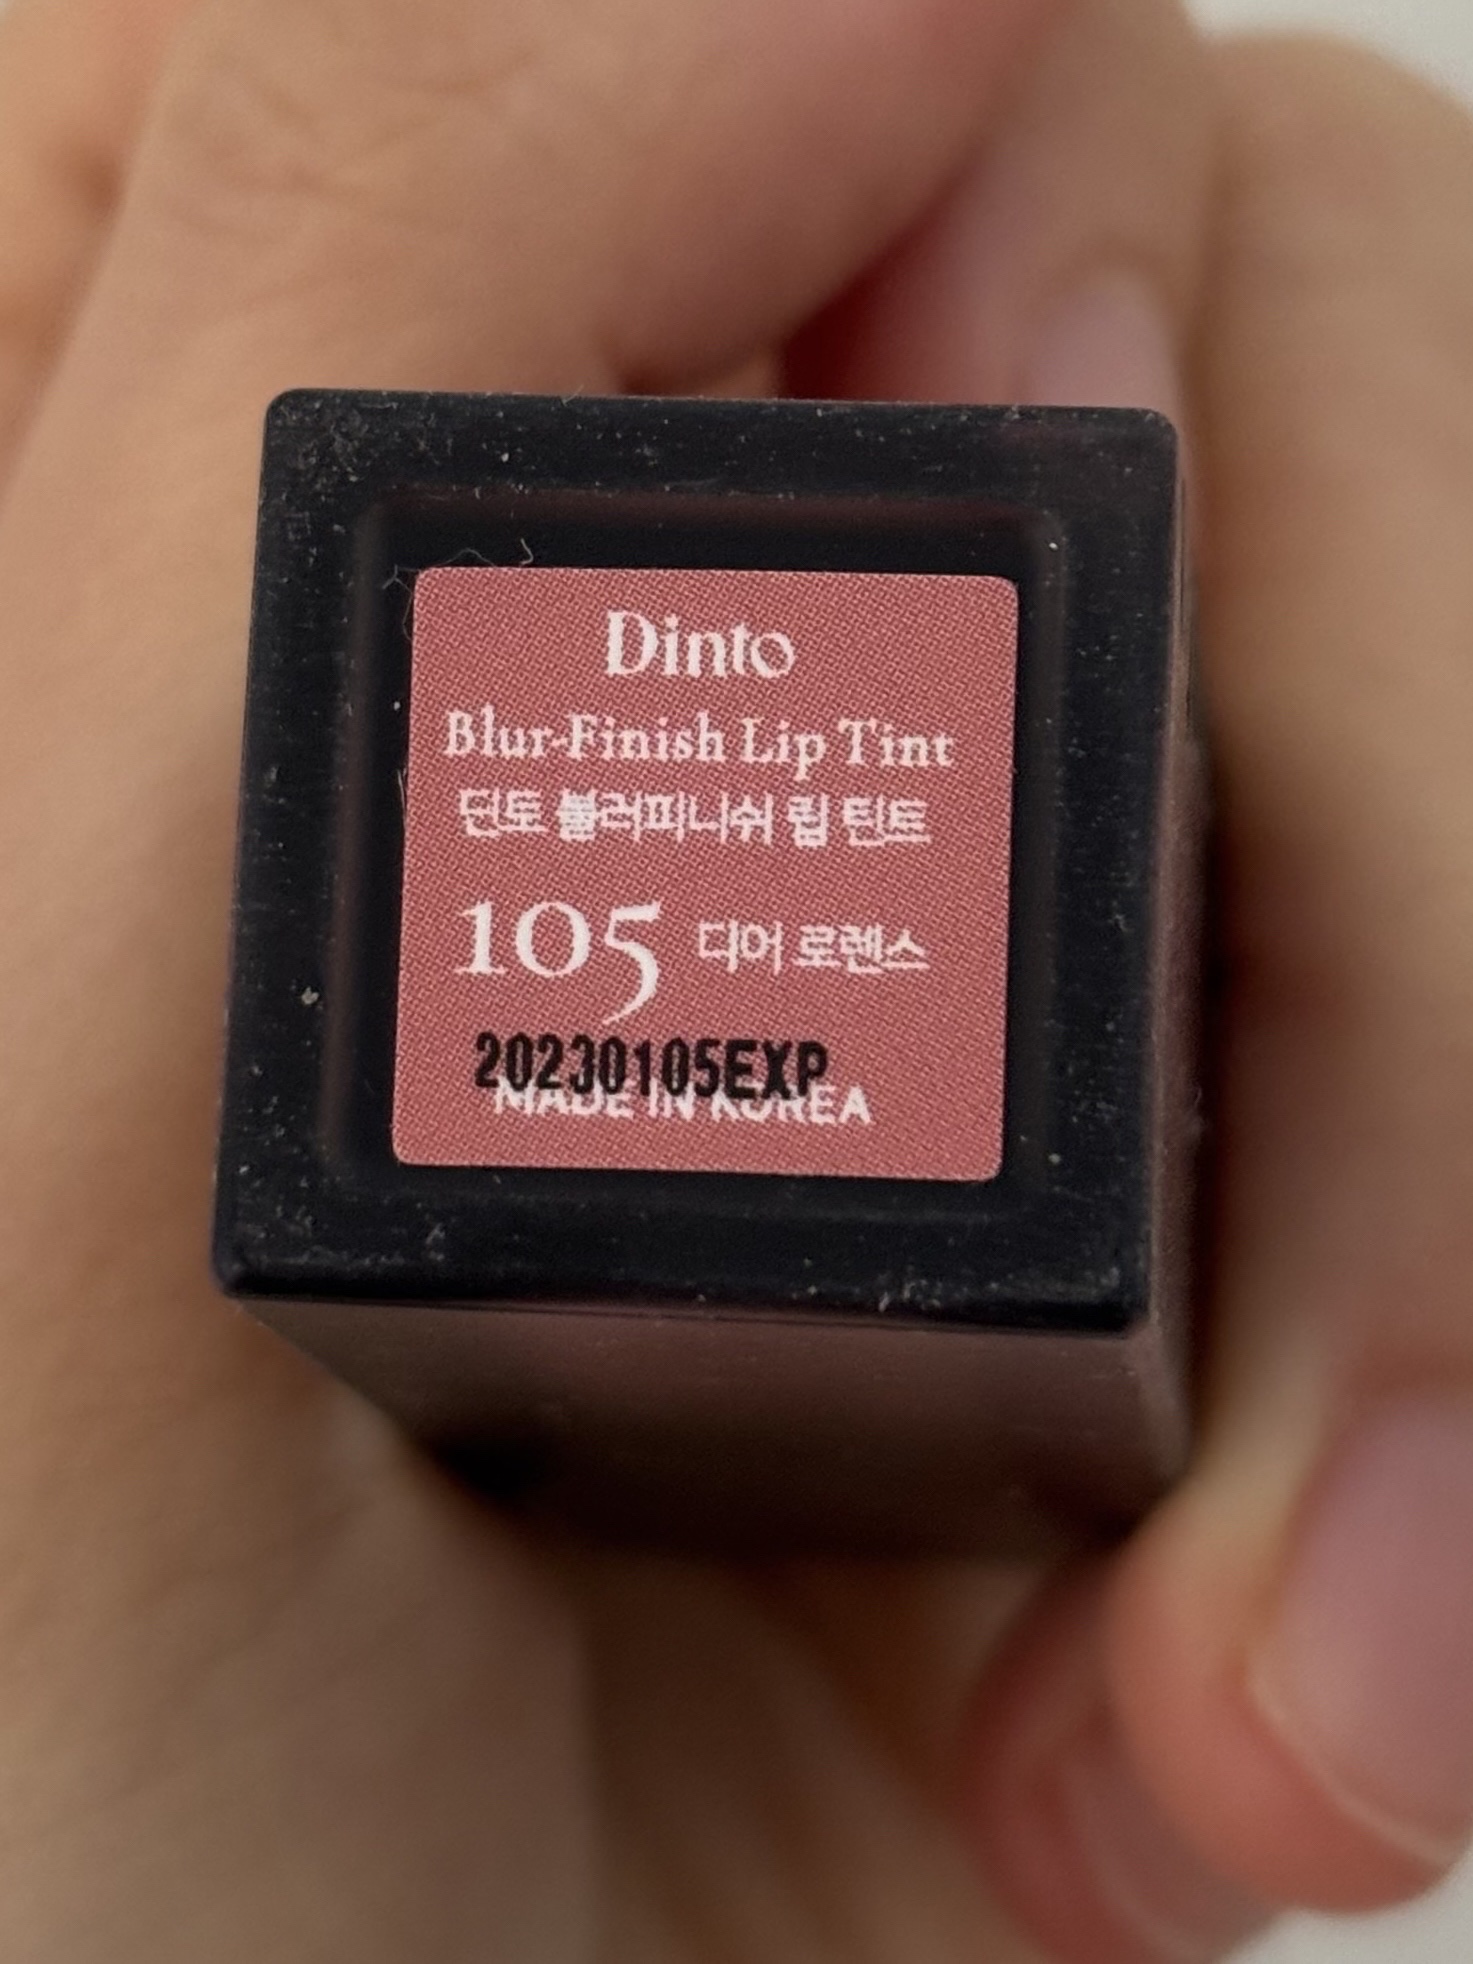 Dinto
Blur-Finish Lip Tint
딘토 블러피니쉬 립 틴트
105 디어 로렌스
20230105EXP
MADE IN KOREA